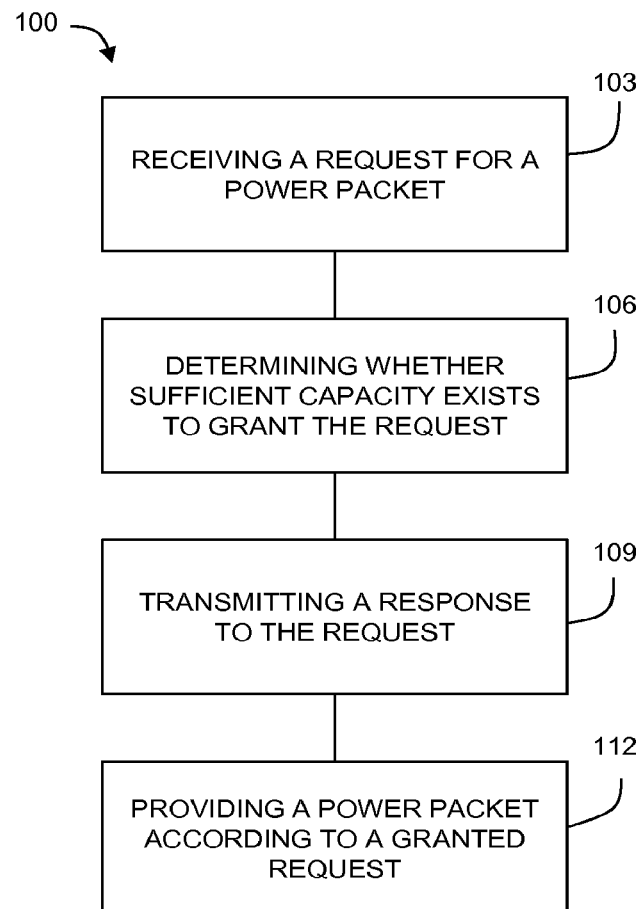 100
103
RECEIVING A REQUEST FOR A
POWER PACKET
106
DETERMINING WHETHER
SUFFICIENT CAPACITY EXISTS
TO GRANT THE REQUEST
109
TRANSMITTING A RESPONSE
TO THE REQUEST
112
PROVIDING A POWER PACKET
ACCORDING TO A GRANTED
REQUEST